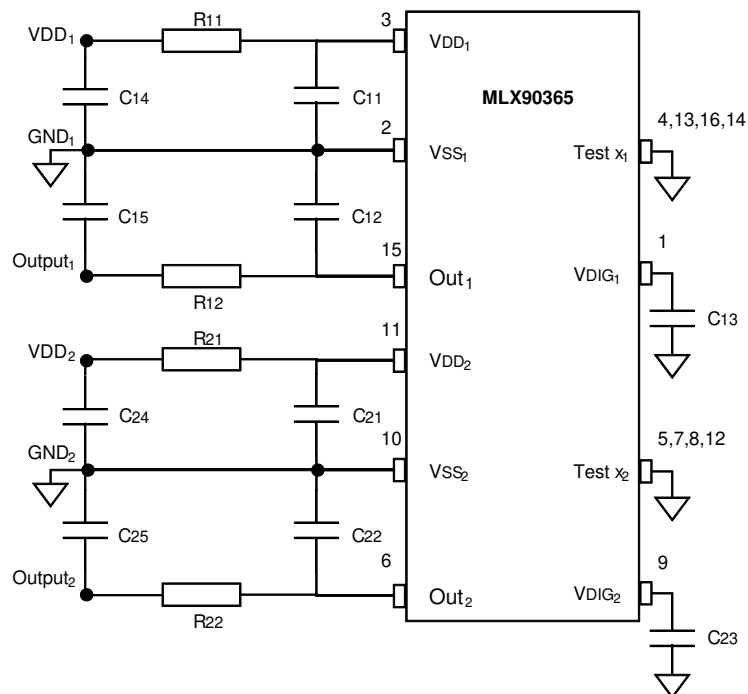 VDD₁
R11
3
VDD₁
MLX90365
C14
C11
4,13,16,14
GND₁
2
VSS₁
Test x₁
C15
C12
1
Output₁
15
Out₁
VDIG₁
R12
C13
VDD₂
R21
11
VDD₂
C24
C21
5,7,8,12
GND₂
10
VSS₂
Test x₂
C25
C22
9
Output₂
6
Out₂
VDIG₂
R22
C23